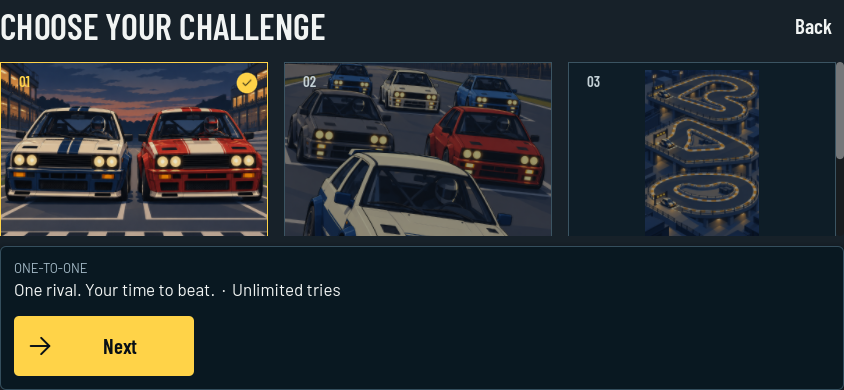 CHOOSE YOUR CHALLENGE
Back
01
02
03
ONE-TO-ONE
One rival. Your time to beat. · Unlimited tries
Next